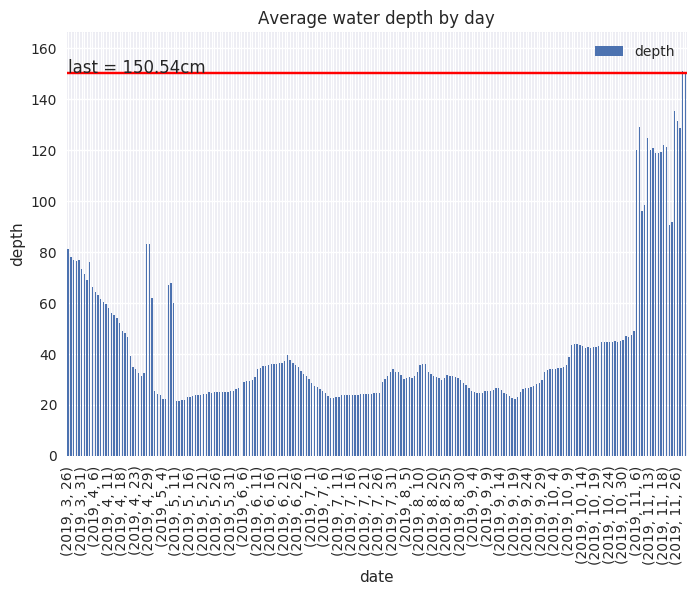 Average water depth by day
depth
last = 150.54cm
160
140
120
100
80
60
40
20
0
depth
(2019, 3, 26)
(2019, 3, 31)
(2019, 4, 6)
(2019, 4, 11)
(2019, 4, 18)
(2019, 4, 23)
(2019, 4, 29)
(2019, 5, 4)
(2019, 5, 11)
(2019, 5, 16)
(2019, 5, 21)
(2019, 5, 26)
(2019, 5, 31)
(2019, 6, 6)
(2019, 6, 11)
(2019, 6, 16)
(2019, 6, 21)
(2019, 6, 26)
(2019, 7, 1)
(2019, 7, 6)
(2019, 7, 11)
(2019, 7, 16)
(2019, 7, 21)
(2019, 7, 26)
(2019, 7, 31)
(2019, 8, 5)
(2019, 8, 10)
(2019, 8, 20)
(2019, 8, 25)
(2019, 8, 30)
(2019, 9, 4)
(2019, 9, 9)
(2019, 9, 14)
(2019, 9, 19)
(2019, 9, 24)
(2019, 9, 29)
(2019, 10, 4)
(2019, 10, 9)
(2019, 10, 14)
(2019, 10, 19)
(2019, 10, 24)
(2019, 10, 30)
(2019, 11, 6)
(2019, 11, 13)
(2019, 11, 18)
(2019, 11, 26)
date